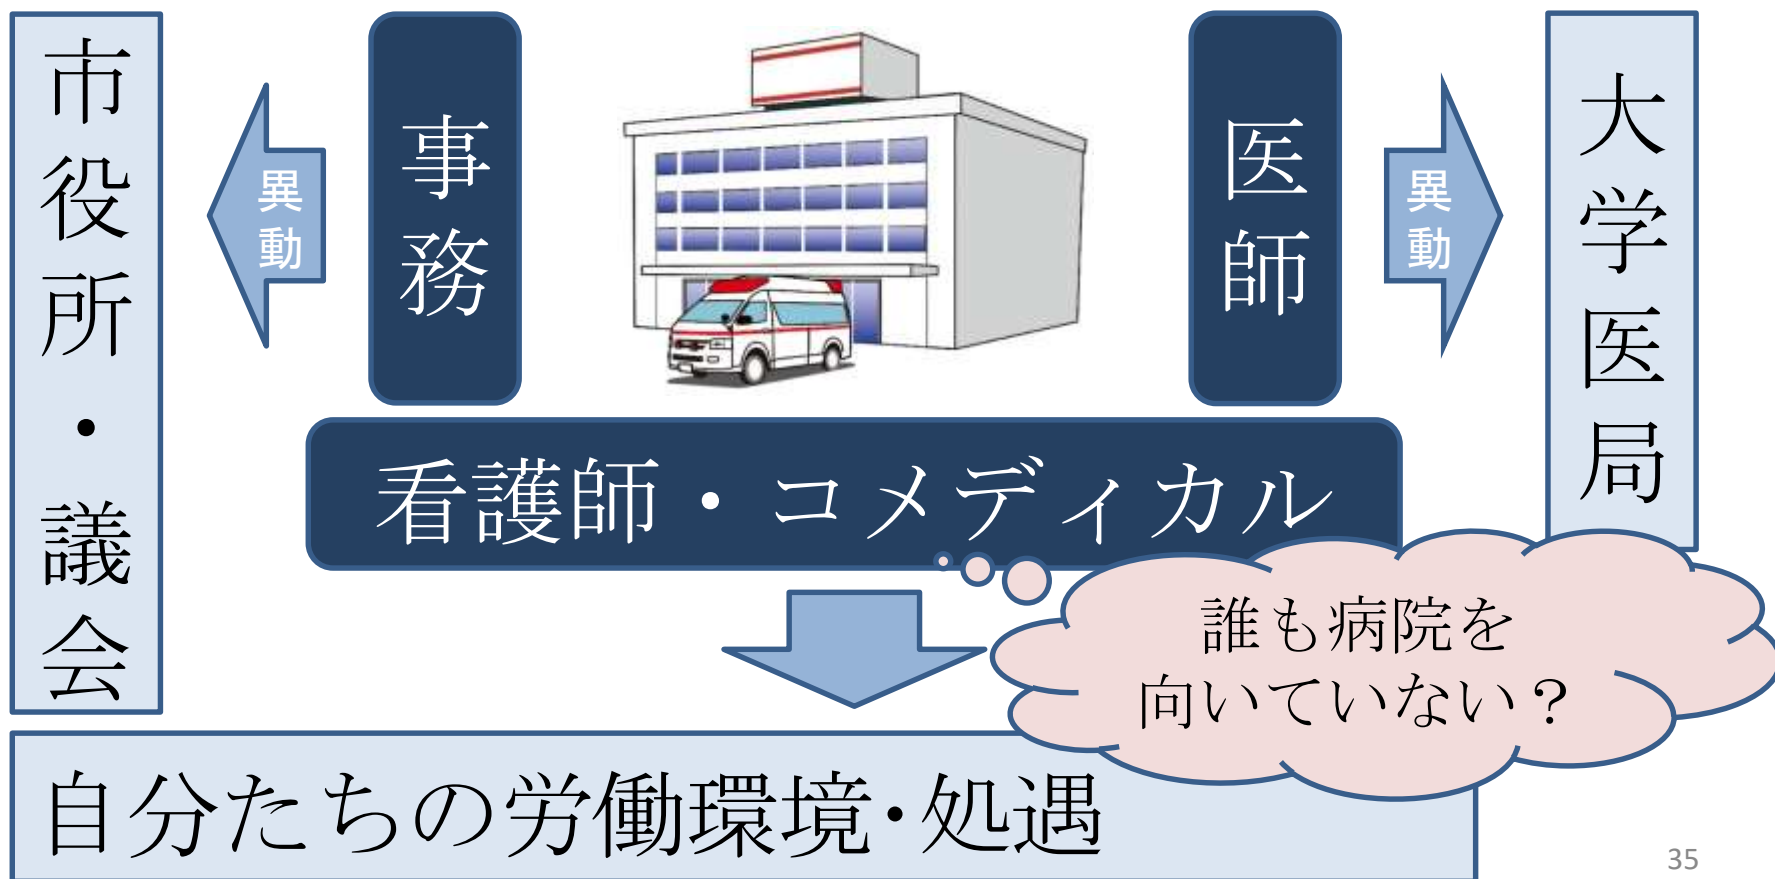 市役所・議会
異動
事務
医師
異動
大学医局
看護師・コメディカル
誰も病院を
向いていない？
自分たちの労働環境・処遇
35